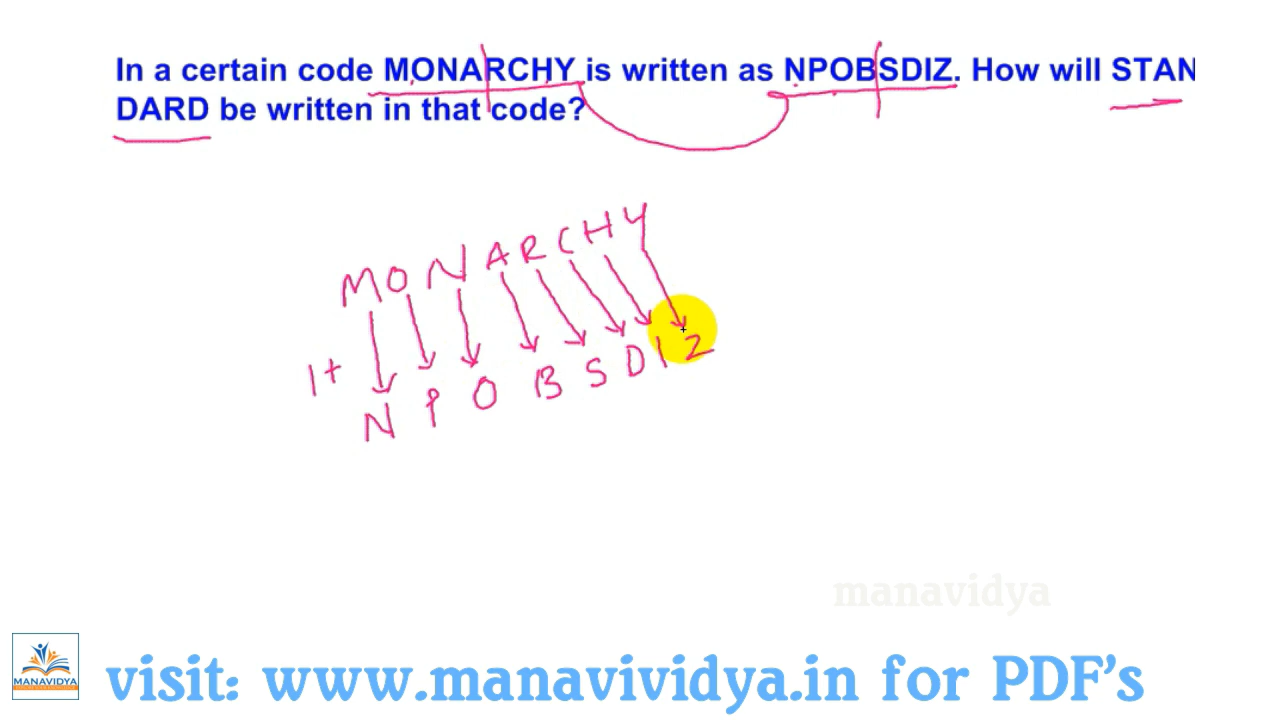 In a certain code MONARCHY is written as NPOBSDIZ. How will STAN
DARD be written in that code?
MONARCHY
1+
NPOBSDIZ
manavidya
MANAVIDYA
visit: www.manavividya.in for PDF's